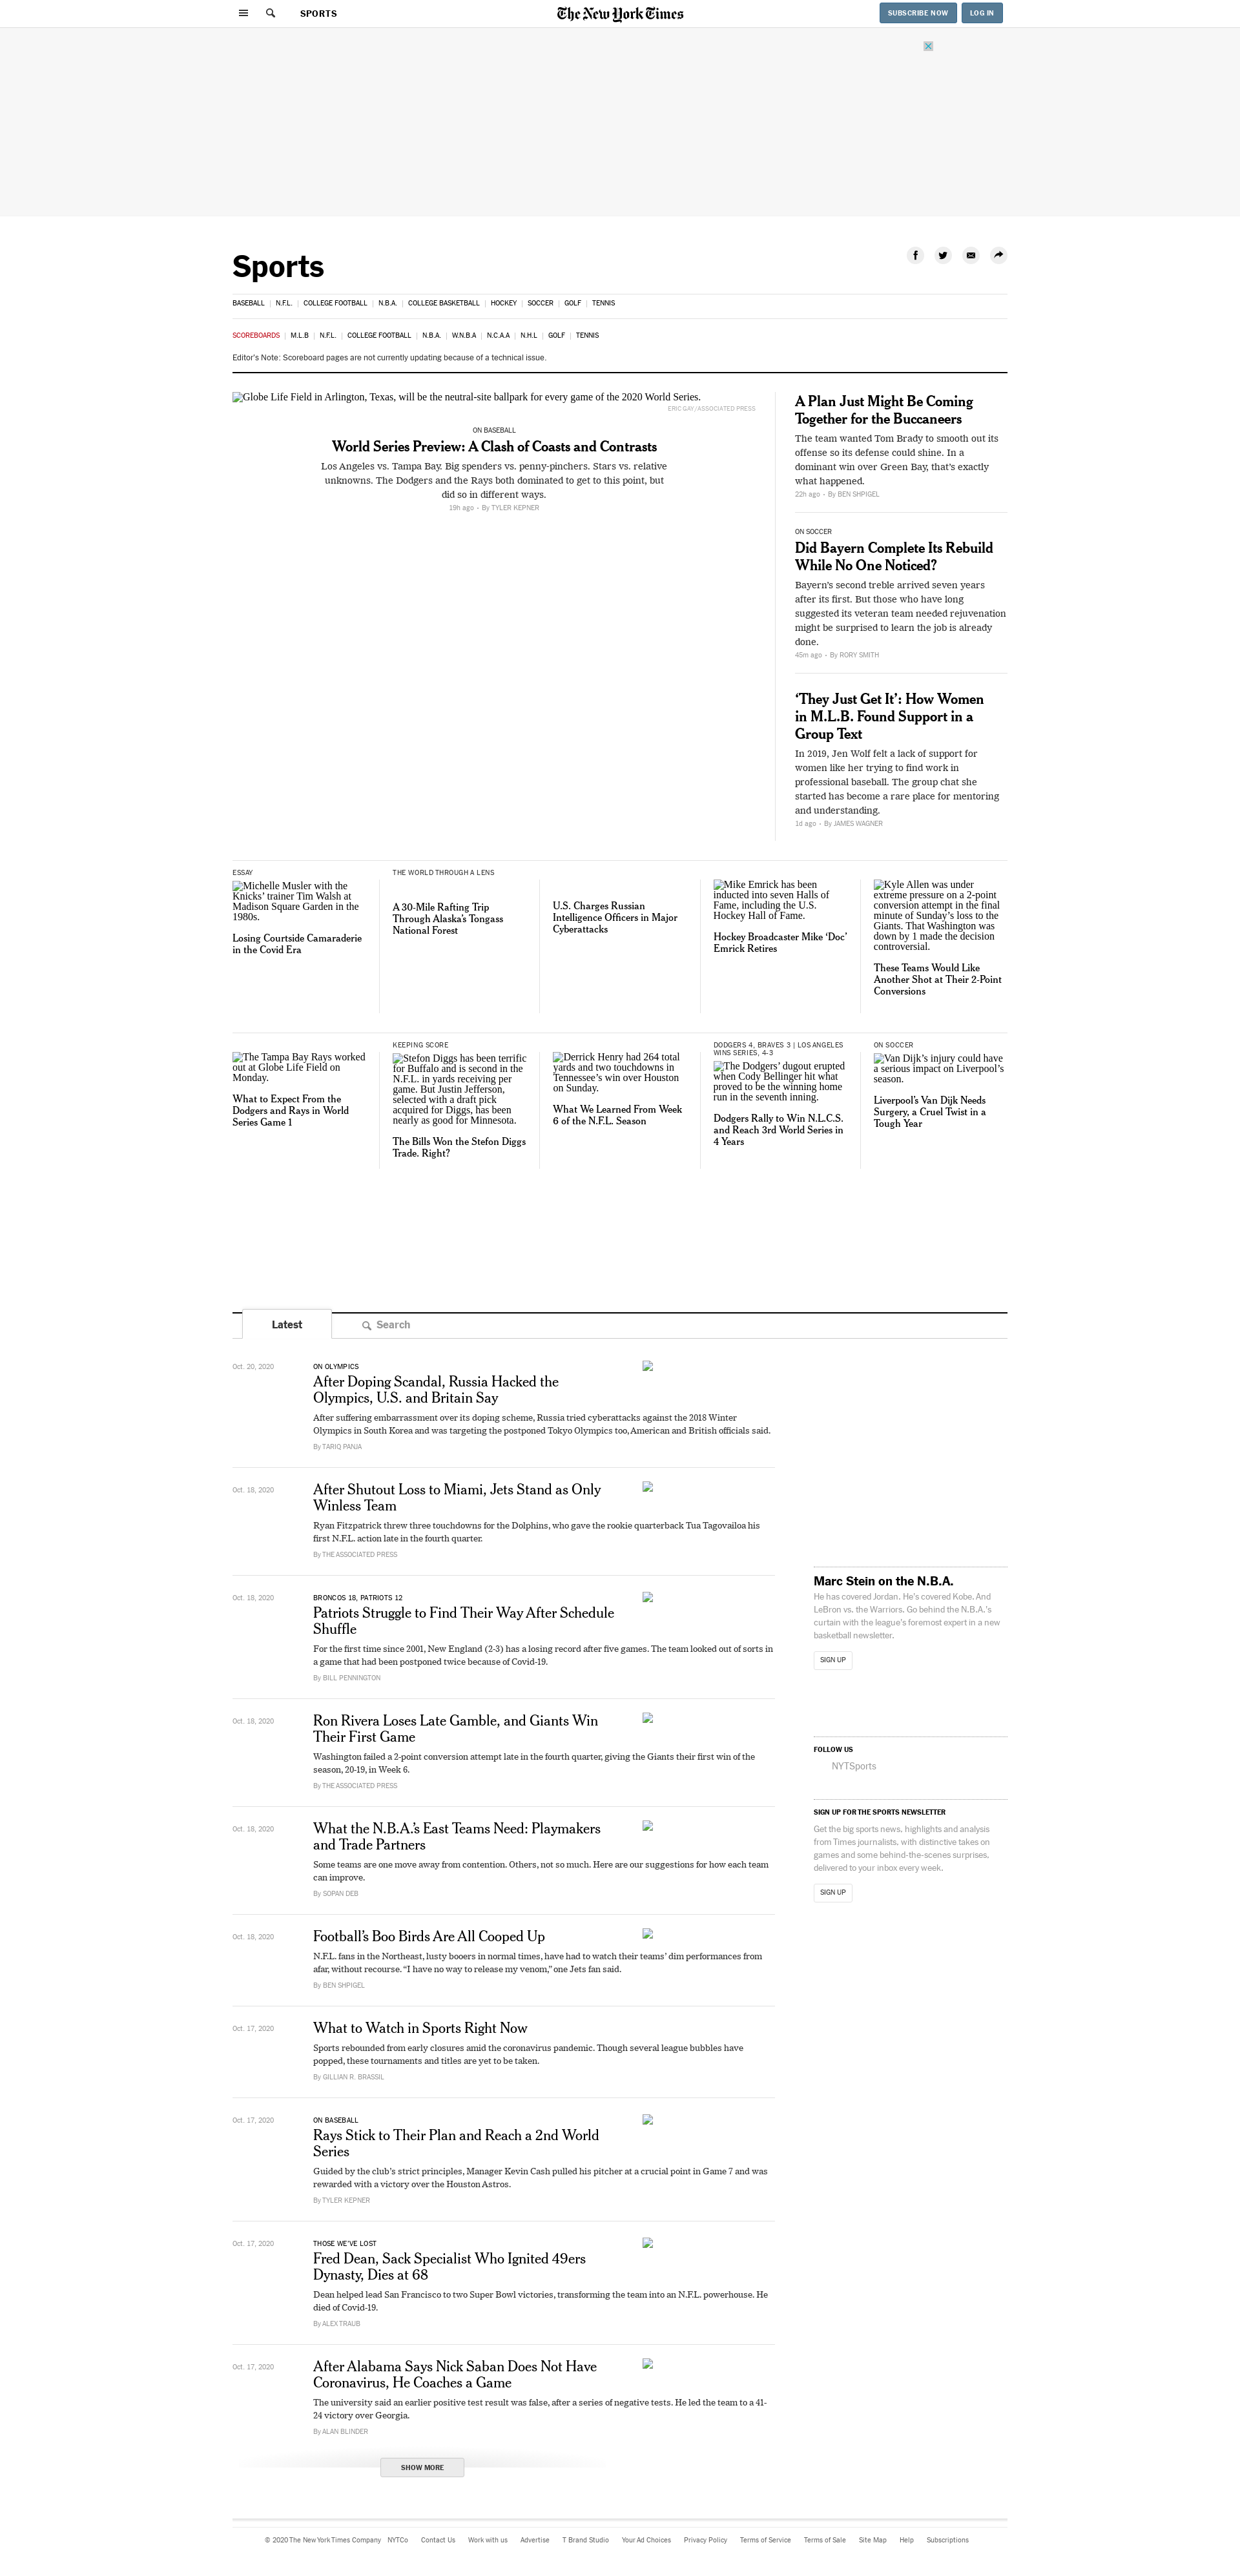 SPORTS
The New York Times
SUBSCRIBE NOW
LOG IN
Sports
BASEBALL | N.F.L. | COLLEGE FOOTBALL | N.B.A. | COLLEGE BASKETBALL | HOCKEY | SOCCER | GOLF | TENNIS
SCOREBOARDS | M.L.B | N.F.L. | COLLEGE FOOTBALL | N.B.A. | W.N.B.A | N.C.A.A | N.H.L | GOLF | TENNIS
Editor's Note: Scoreboard pages are not currently updating because of a technical issue.
Globe Life Field in Arlington, Texas, will be the neutral-site ballpark for every game of the 2020 World Series.
ERIC GAY/ASSOCIATED PRESS
ON BASEBALL
World Series Preview: A Clash of Coasts and Contrasts
Los Angeles vs. Tampa Bay. Big spenders vs. penny-pinchers. Stars vs. relative
unknowns. The Dodgers and the Rays both dominated to get to this point, but
did so in different ways.
19h ago - By TYLER KEPNER
A Plan Just Might Be Coming
Together for the Buccaneers
The team wanted Tom Brady to smooth out its
offense so its defense could shine. In a
dominant win over Green Bay, that's exactly
what happened.
22h ago - By BEN SHPIGEL
ON SOCCER
Did Bayern Complete Its Rebuild
While No One Noticed?
Bayern's second treble arrived seven years
after its first. But those who have long
suggested its veteran team needed rejuvenation
might be surprised to learn the job is already
done.
45m ago - By RORY SMITH
‘They Just Get It’: How Women
in M.L.B. Found Support in a
Group Text
In 2019, Jen Wolf felt a lack of support for
women like her trying to find work in
professional baseball. The group chat she
started has become a rare place for mentoring
and understanding.
1d ago - By JAMES WAGNER
ESSAY
Michelle Musler with the
Knicks’ trainer Tim Walsh at
Madison Square Garden in the
1980s.
Losing Courtside Camaraderie
in the Covid Era
THE WORLD THROUGH A LENS
A 30-Mile Rafting Trip
Through Alaska’s Tongass
National Forest
U.S. Charges Russian
Intelligence Officers in Major
Cyberattacks
Mike Emrick has been
inducted into seven Halls of
Fame, including the U.S.
Hockey Hall of Fame.
Hockey Broadcaster Mike ‘Doc’
Emrick Retires
Kyle Allen was under
extreme pressure on a 2-point
conversion attempt in the final
minute of Sunday’s loss to the
Giants. That Washington was
down by 1 made the decision
controversial.
These Teams Would Like
Another Shot at Their 2-Point
Conversions
The Tampa Bay Rays worked
out at Globe Life Field on
Monday.
What to Expect From the
Dodgers and Rays in World
Series Game 1
KEEPING SCORE
Stefon Diggs has been terrific
for Buffalo and is second in the
N.F.L. in yards receiving per
game. But Justin Jefferson,
selected with a draft pick
acquired for Diggs, has been
nearly as good for Minnesota.
The Bills Won the Stefon Diggs
Trade. Right?
Derrick Henry had 264 total
yards and two touchdowns in
Tennessee’s win over Houston
on Sunday.
What We Learned From Week
6 of the N.F.L. Season
DODGERS 4, BRAVES 3 | LOS ANGELES
WINS SERIES, 4-3
The Dodgers’ dugout erupted
when Cody Bellinger hit what
proved to be the winning home
run in the seventh inning.
Dodgers Rally to Win N.L.C.S.
and Reach 3rd World Series in
4 Years
ON SOCCER
Van Dijk’s injury could have
a serious impact on Liverpool’s
season.
Liverpool’s Van Dijk Needs
Surgery, a Cruel Twist in a
Tough Year
Latest
Search
Oct. 20, 2020
ON OLYMPICS
After Doping Scandal, Russia Hacked the
Olympics, U.S. and Britain Say
After suffering embarrassment over its doping scheme, Russia tried cyberattacks against the 2018 Winter
Olympics in South Korea and was targeting the postponed Tokyo Olympics too, American and British officials said.
By TARIQ PANJA
Oct. 18, 2020
After Shutout Loss to Miami, Jets Stand as Only
Winless Team
Ryan Fitzpatrick threw three touchdowns for the Dolphins, who gave the rookie quarterback Tua Tagovailoa his
first N.F.L. action late in the fourth quarter.
By THE ASSOCIATED PRESS
Oct. 18, 2020
BRONCOS 18, PATRIOTS 12
Patriots Struggle to Find Their Way After Schedule
Shuffle
For the first time since 2001, New England (2-3) has a losing record after five games. The team looked out of sorts in
a game that had been postponed twice because of Covid-19.
By BILL PENNINGTON
Oct. 18, 2020
Ron Rivera Loses Late Gamble, and Giants Win
Their First Game
Washington failed a 2-point conversion attempt late in the fourth quarter, giving the Giants their first win of the
season, 20-19, in Week 6.
By THE ASSOCIATED PRESS
Oct. 18, 2020
What the N.B.A.’s East Teams Need: Playmakers
and Trade Partners
Some teams are one move away from contention. Others, not so much. Here are our suggestions for how each team
can improve.
By SOPAN DEB
Oct. 18, 2020
Football’s Boo Birds Are All Cooped Up
N.F.L. fans in the Northeast, lusty booers in normal times, have had to watch their teams’ dim performances from
afar, without recourse. “I have no way to release my venom,” one Jets fan said.
By BEN SHPIGEL
Oct. 17, 2020
What to Watch in Sports Right Now
Sports rebounded from early closures amid the coronavirus pandemic. Though several league bubbles have
popped, these tournaments and titles are yet to be taken.
By GILLIAN R. BRASSIL
Oct. 17, 2020
ON BASEBALL
Rays Stick to Their Plan and Reach a 2nd World
Series
Guided by the club’s strict principles, Manager Kevin Cash pulled his pitcher at a crucial point in Game 7 and was
rewarded with a victory over the Houston Astros.
By TYLER KEPNER
Oct. 17, 2020
THOSE WE’VE LOST
Fred Dean, Sack Specialist Who Ignited 49ers
Dynasty, Dies at 68
Dean helped lead San Francisco to two Super Bowl victories, transforming the team into an N.F.L. powerhouse. He
died of Covid-19.
By ALEX TRAUB
Oct. 17, 2020
After Alabama Says Nick Saban Does Not Have
Coronavirus, He Coaches a Game
The university said an earlier positive test result was false, after a series of negative tests. He led the team to a 41-
24 victory over Georgia.
By ALAN BLINDER
SHOW MORE
Marc Stein on the N.B.A.
He has covered Jordan. He’s covered Kobe. And
LeBron vs. the Warriors. Go behind the N.B.A.’s
curtain with the league’s foremost expert in a new
basketball newsletter.
SIGN UP
FOLLOW US
NYTSports
SIGN UP FOR THE SPORTS NEWSLETTER
Get the big sports news, highlights and analysis
from Times journalists, with distinctive takes on
games and some behind-the-scenes surprises,
delivered to your inbox every week.
SIGN UP
© 2020 The New York Times Company NYTCo Contact Us Work with us Advertise T Brand Studio Your Ad Choices Privacy Policy Terms of Service Terms of Sale Site Map Help Subscriptions